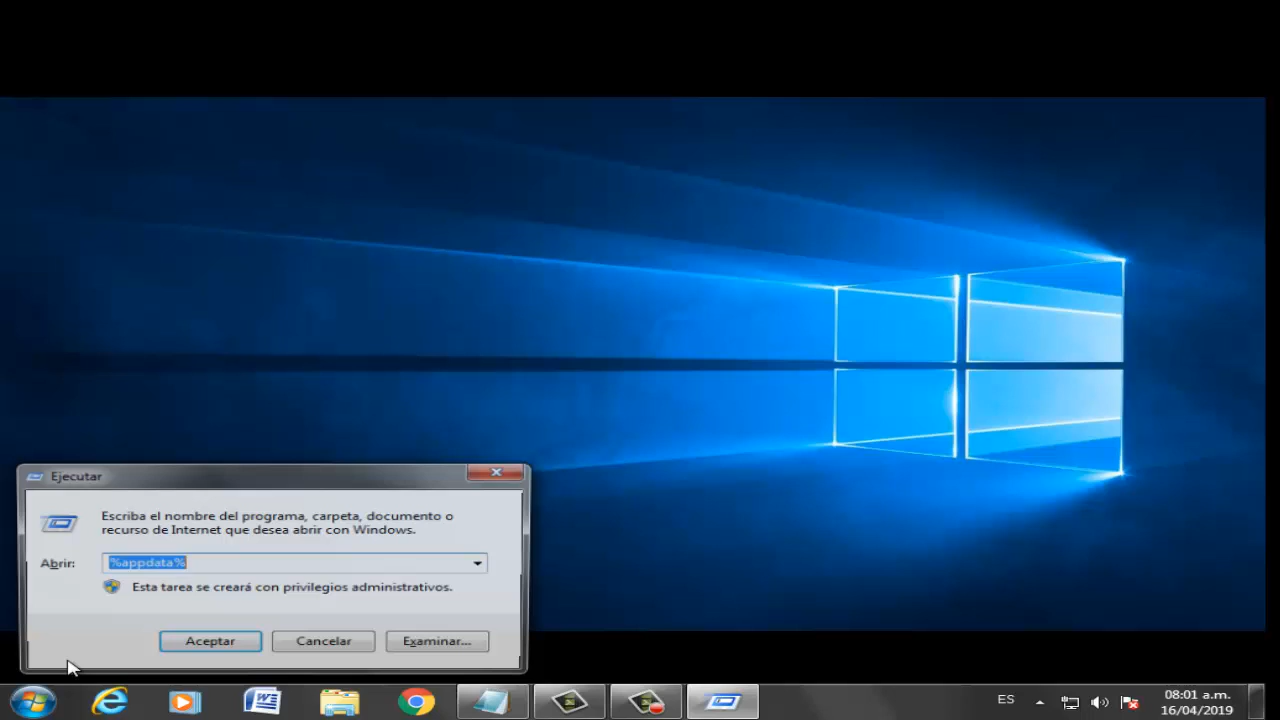 Ejecutar
Escriba el nombre del programa, carpeta, documento o
recurso de Internet que desea abrir con Windows.
Abrir: %appdata%
Esta tarea se creará con privilegios administrativos.
Aceptar Cancelar Examinar...
ES
08:01 a.m.
16/04/2019